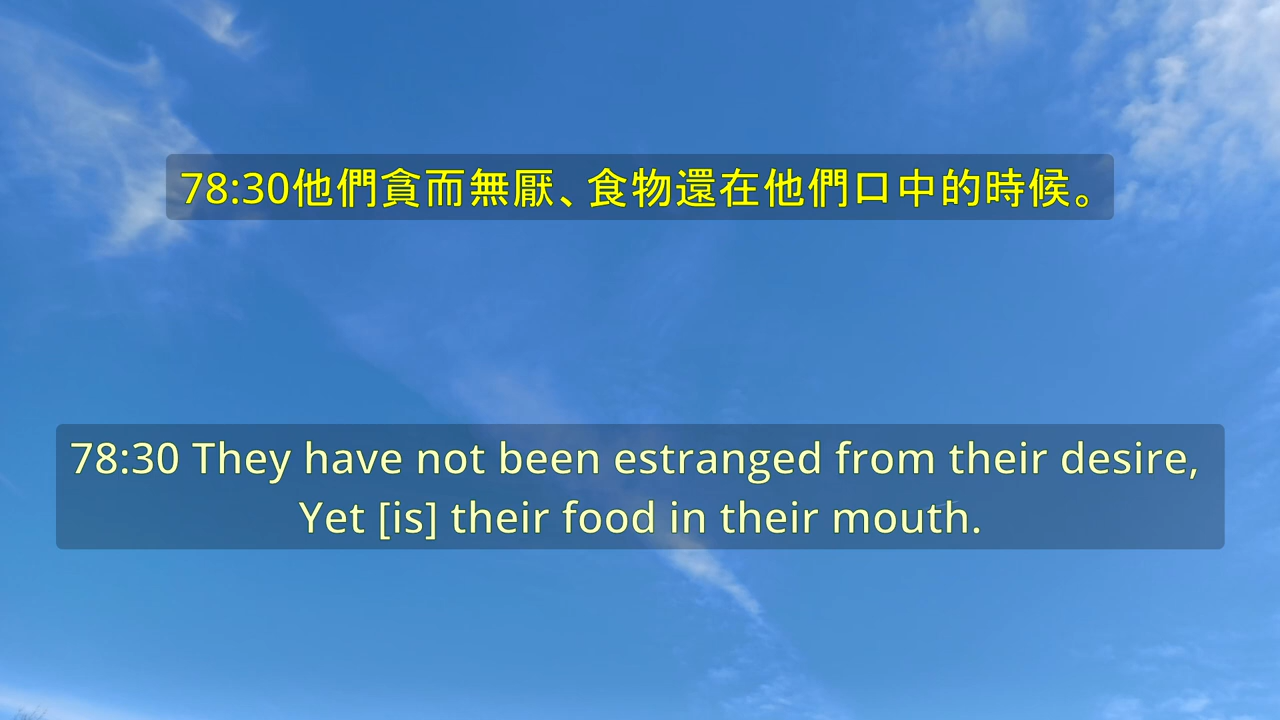 78:30他們貪而無厭、食物還在他們口中的時候。
78:30 They have not been estranged from their desire,
Yet [is] their food in their mouth.